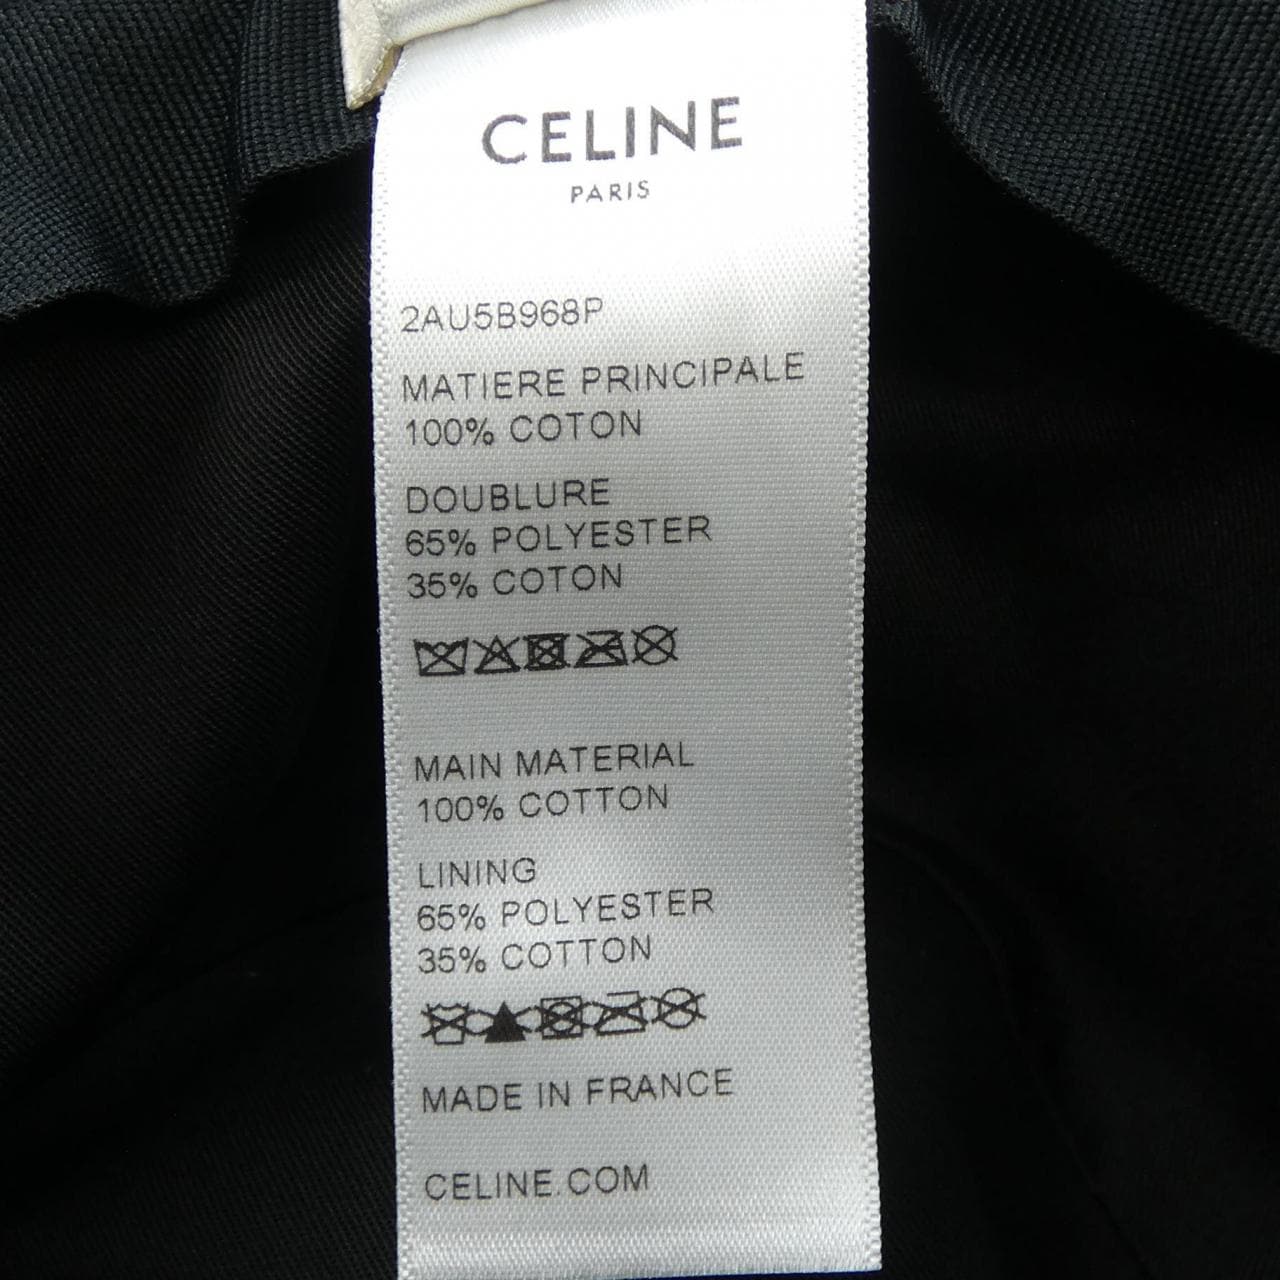 CELINE
PARIS
2AU5B968P
MATIERE PRINCIPALE
100% COTON
DOUBLURE
65% POLYESTER
35% COTON
MAIN MATERIAL
100% COTTON
LINING
65% POLYESTER
35% COTTON
MADE IN FRANCE
CELINE.COM